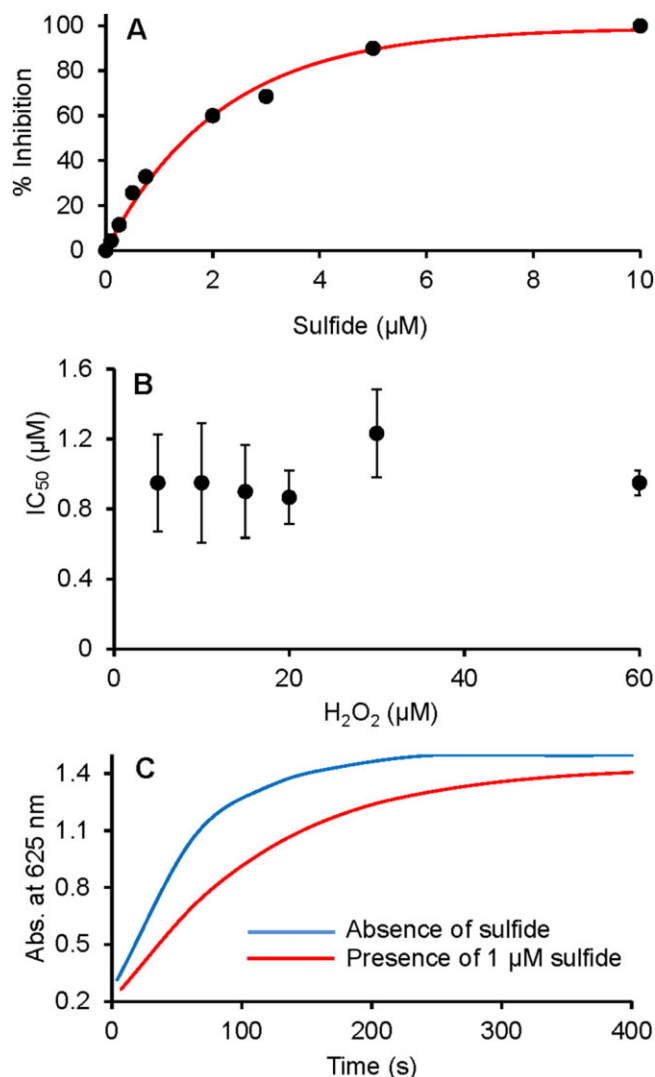 A
100
80
60
40
20
0
% Inhibition
0 2 4 6 8 10
Sulfide (µM)
B
1.6
1.2
0.8
0.4
0
IC₅₀ (µM)
0 20 40 60
H₂O₂ (µM)
C
1.4
1.1
0.8
0.5
0.2
Abs. at 625 nm
Absence of sulfide
Presence of 1 µM sulfide
0 100 200 300 400
Time (s)